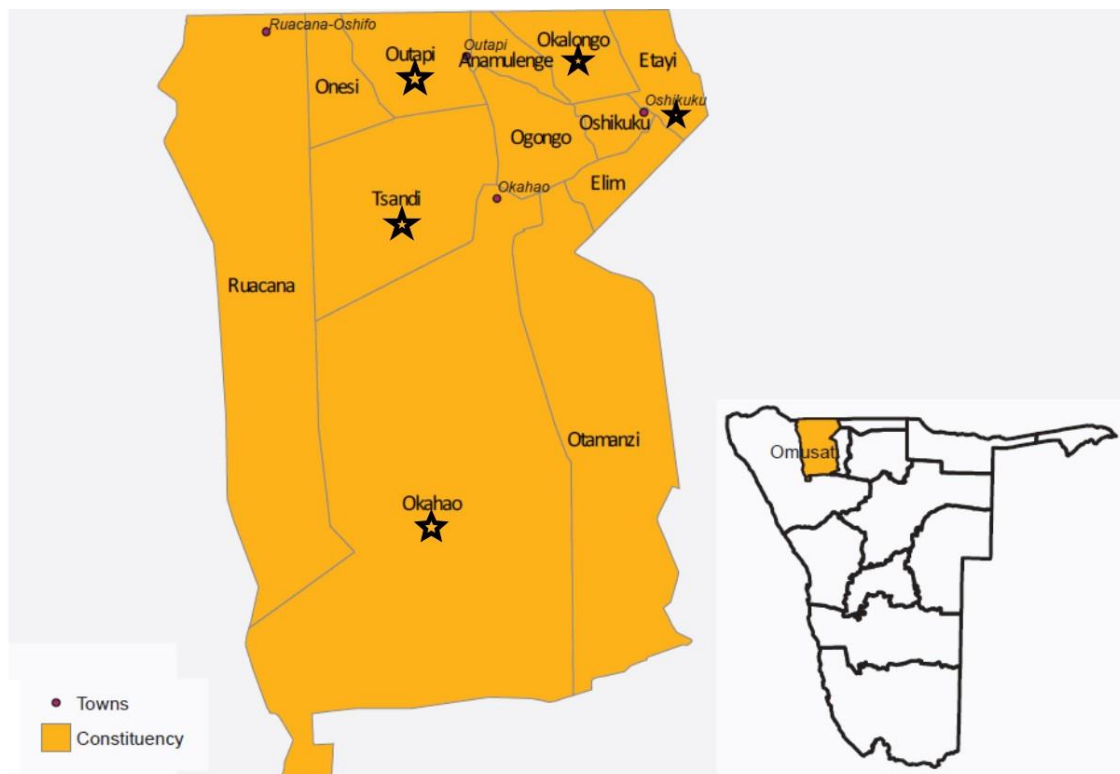 Ruacana-Oshifo
Outapi
Outapi
Okalongo
Anamulenge
Etayi
Onesi
Oshikuku
Oshikuku
Ogongo
Elim
Tsandi
Okahao
Ruacana
Otamanzi
Okahao
Omusati
Towns
Constituency